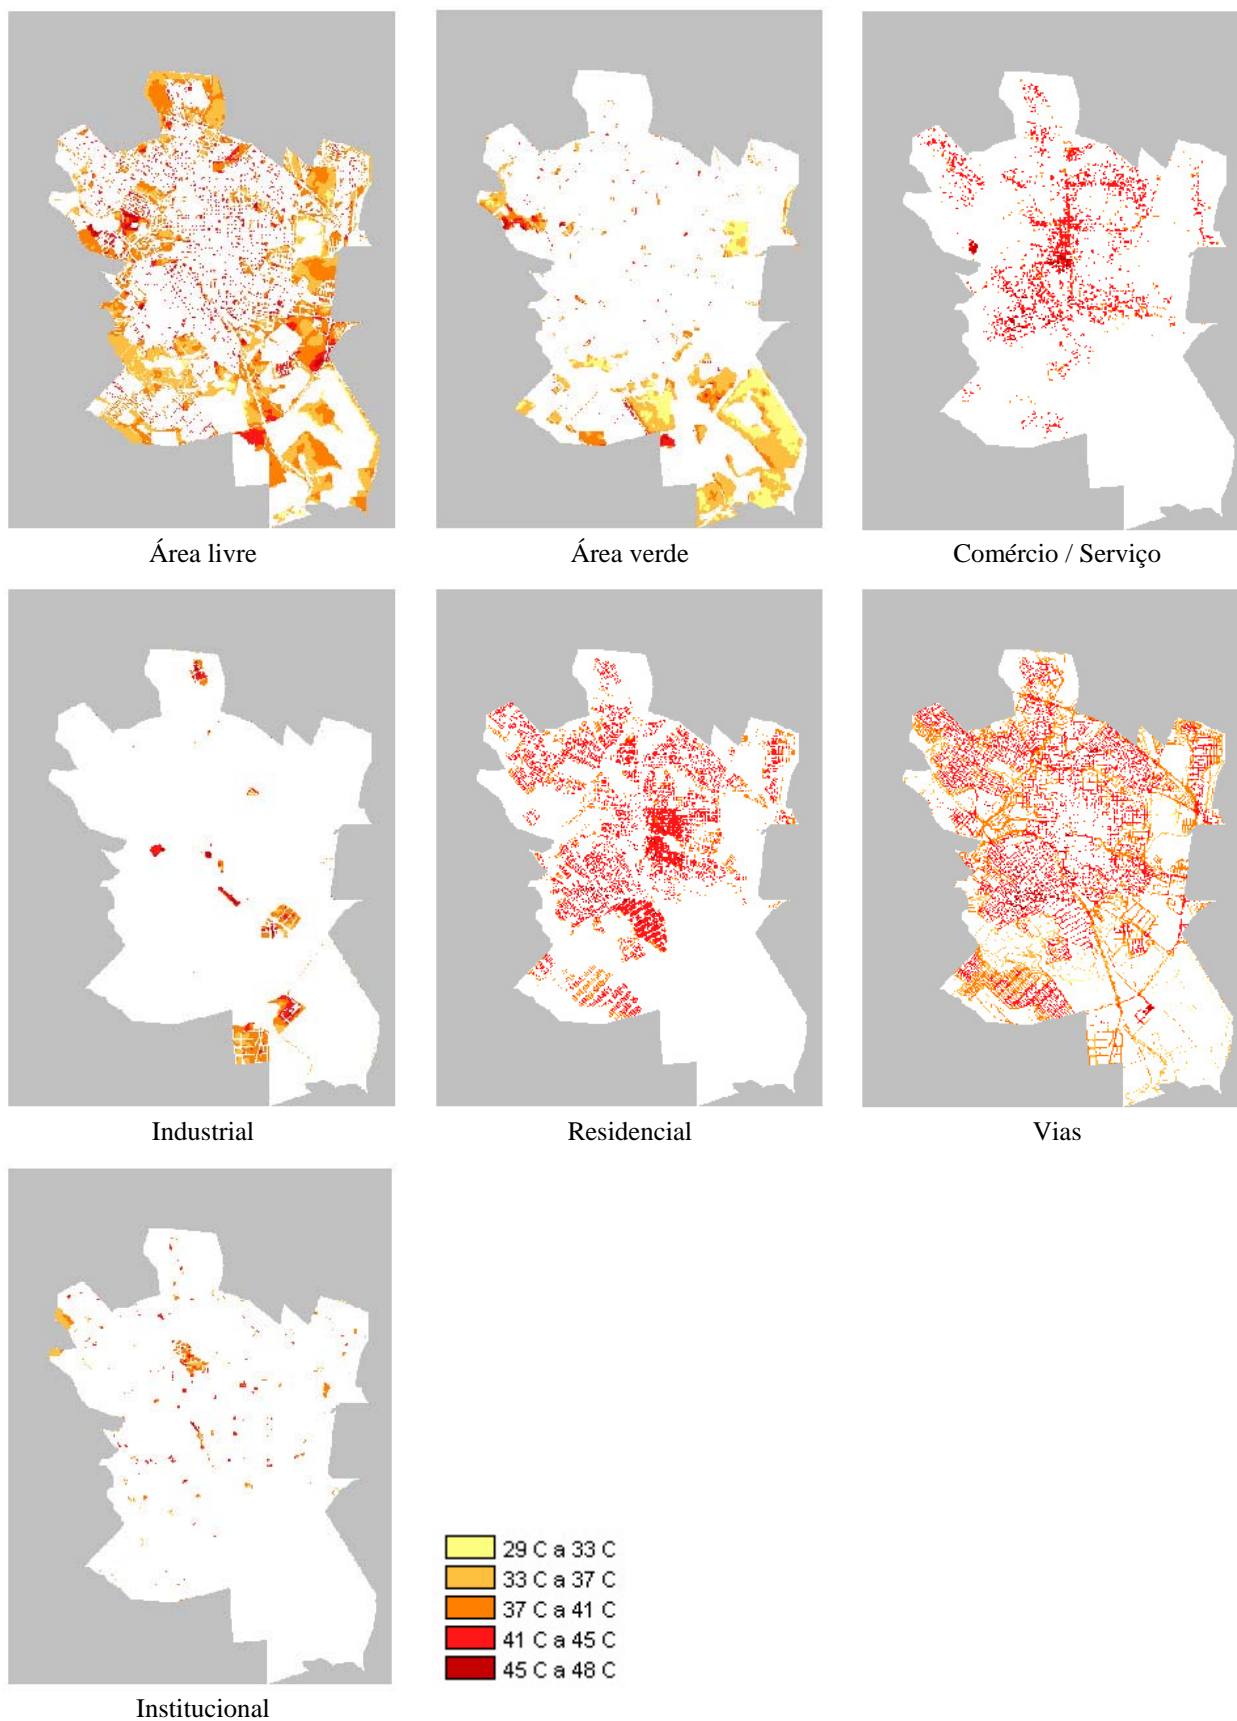 Área livre
Área verde
Comércio / Serviço
Industrial
Residencial
Vias
Institucional
29 C a 33 C
33 C a 37 C
37 C a 41 C
41 C a 45 C
45 C a 48 C